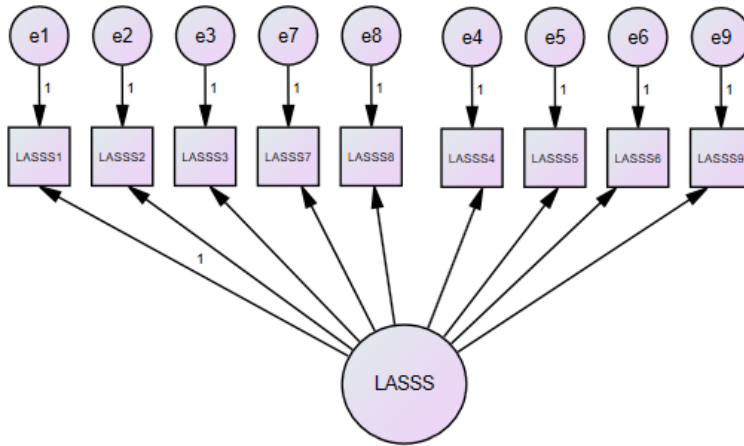 e1 e2 e3 e7 e8 e4 e5 e6 e9
1 1 1 1 1 1 1 1 1
LASSS1 LASSS2 LASSS3 LASSS7 LASSS8 LASSS4 LASSS5 LASSS6 LASSS9
1
LASSS